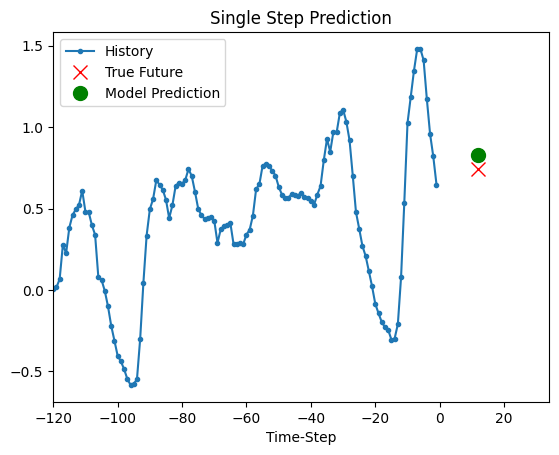 Single Step Prediction
History
True Future
Model Prediction
1.5
1.0
0.5
0.0
−0.5
−120 −100 −80 −60 −40 −20 0 20
Time-Step